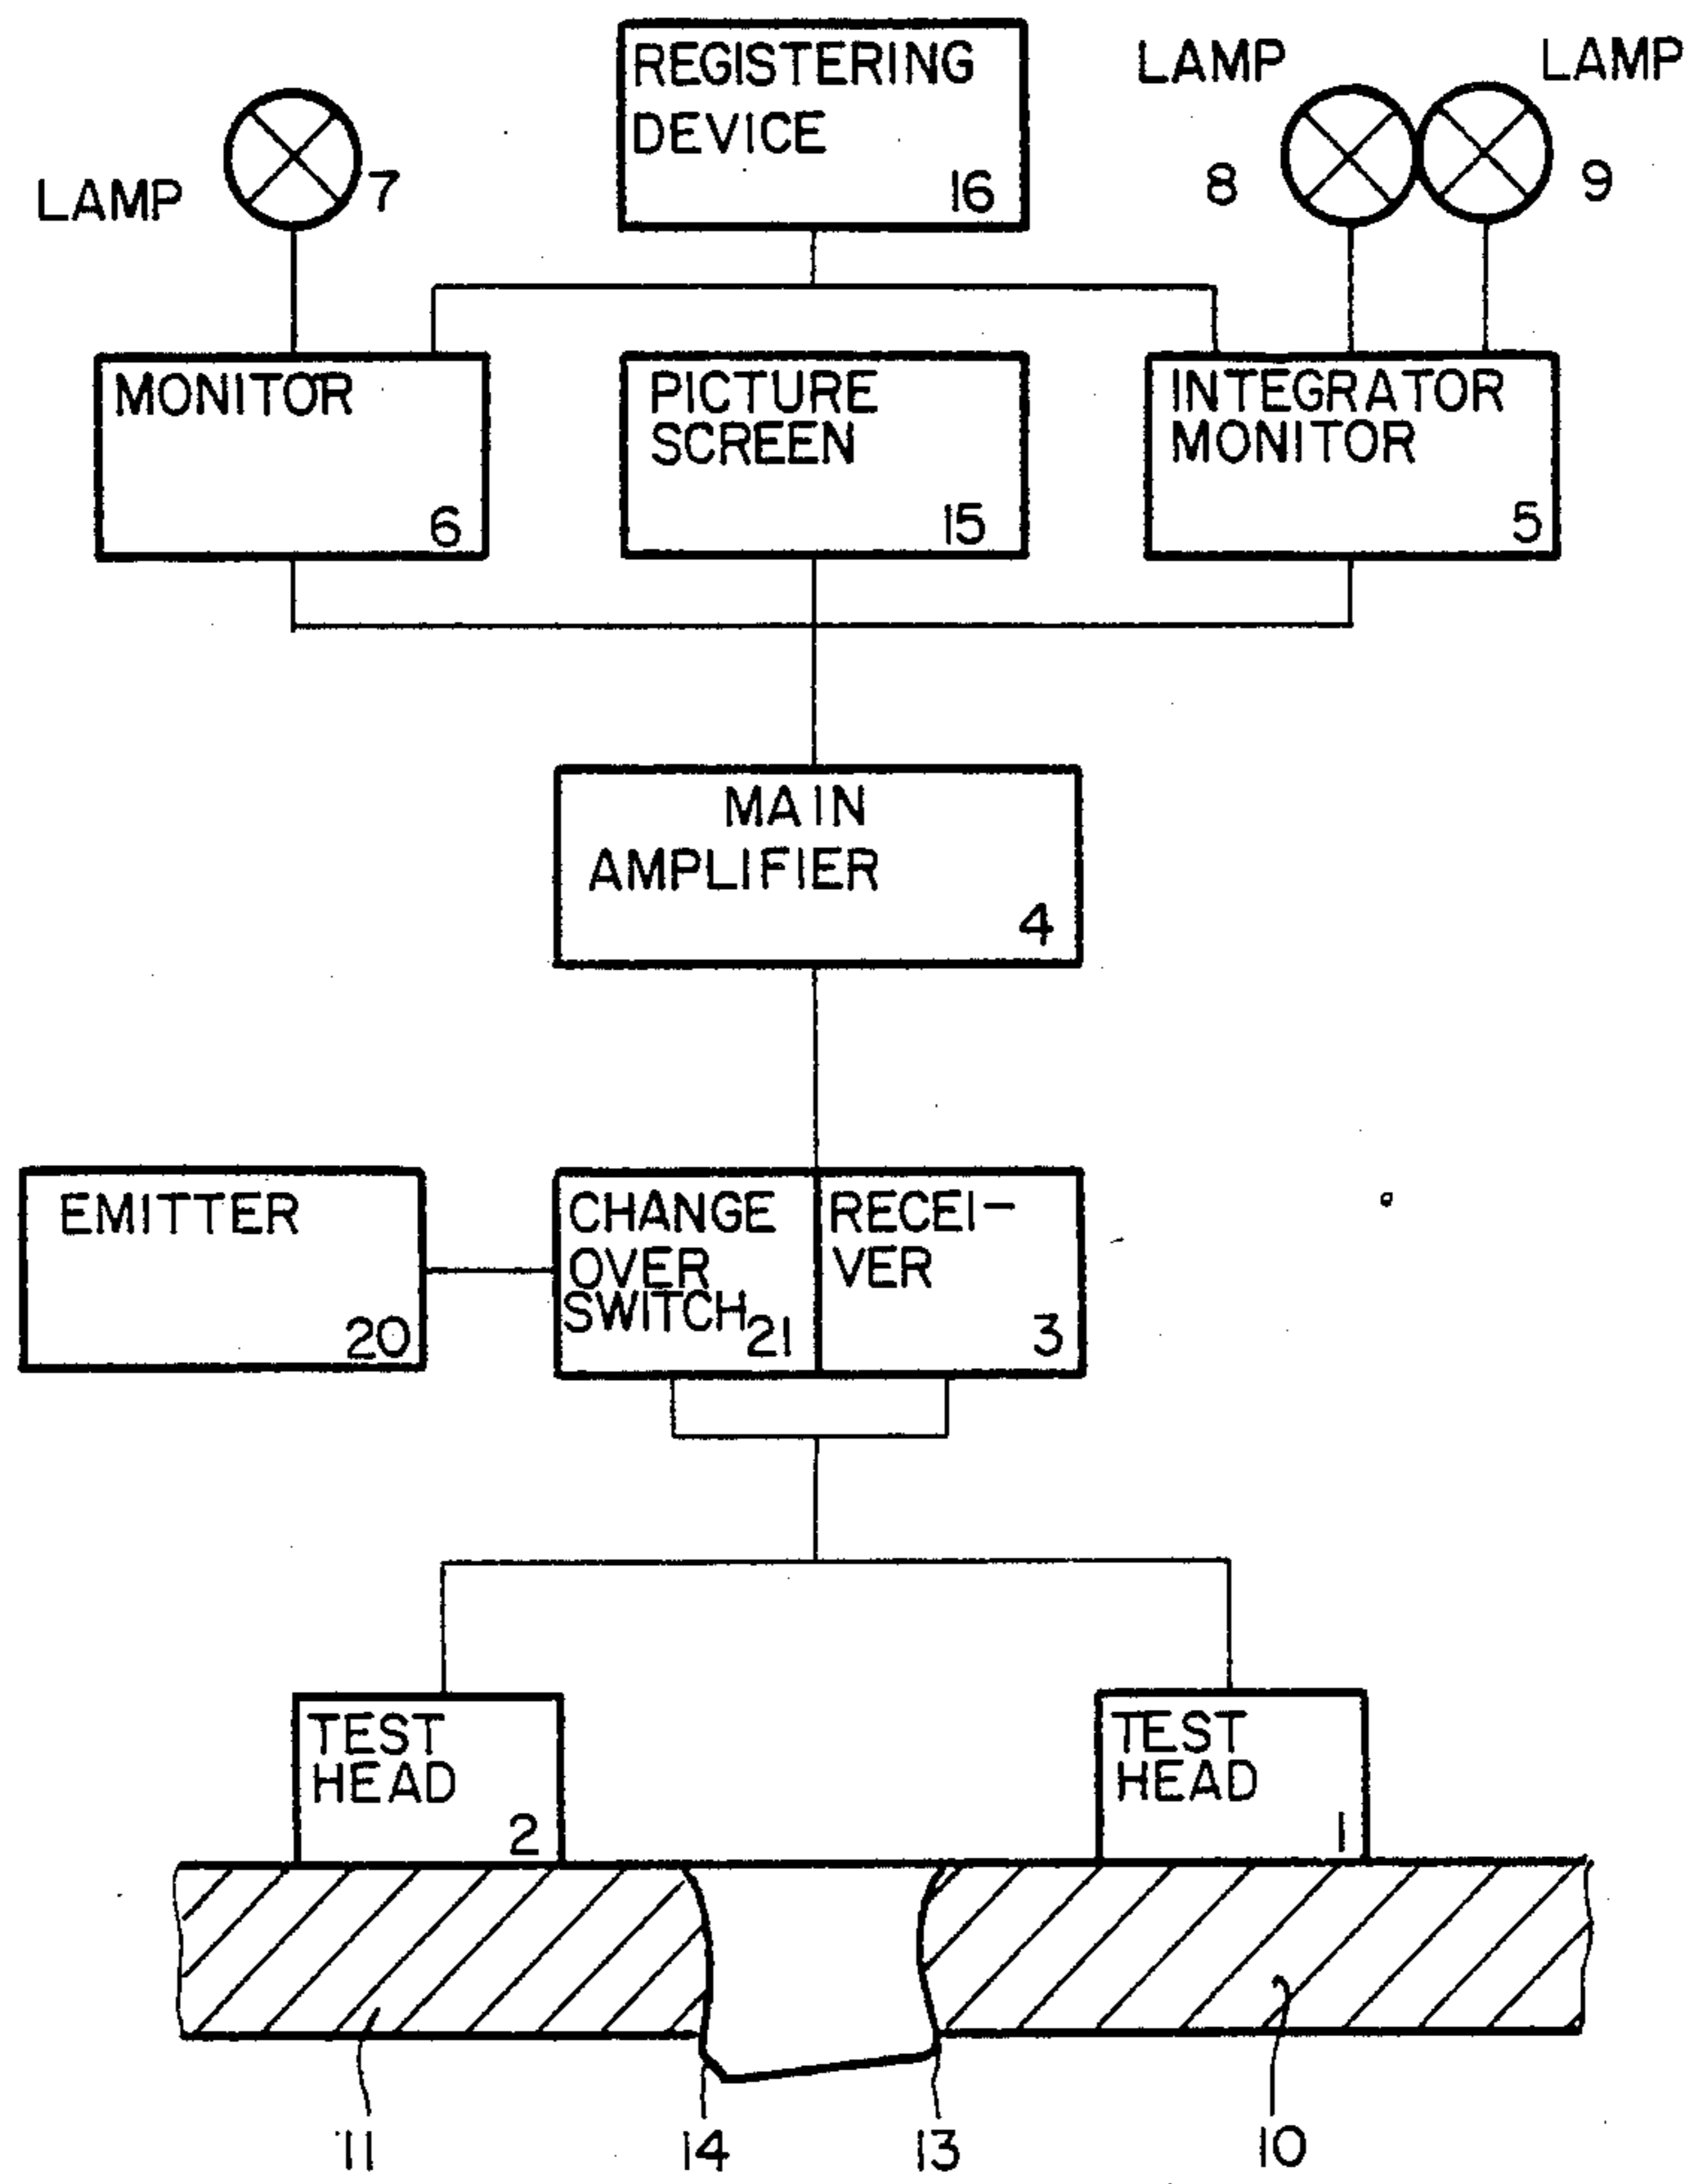 REGISTERING
DEVICE
16
LAMP
7
LAMP
8
LAMP
9
MONITOR
6
PICTURE
SCREEN
15
INTEGRATOR
MONITOR
5
MAIN
AMPLIFIER
4
EMITTER
20
CHANGE
OVER
SWITCH
21
RECEI-
VER
3
TEST
HEAD
2
TEST
HEAD
1
11
14
13
10